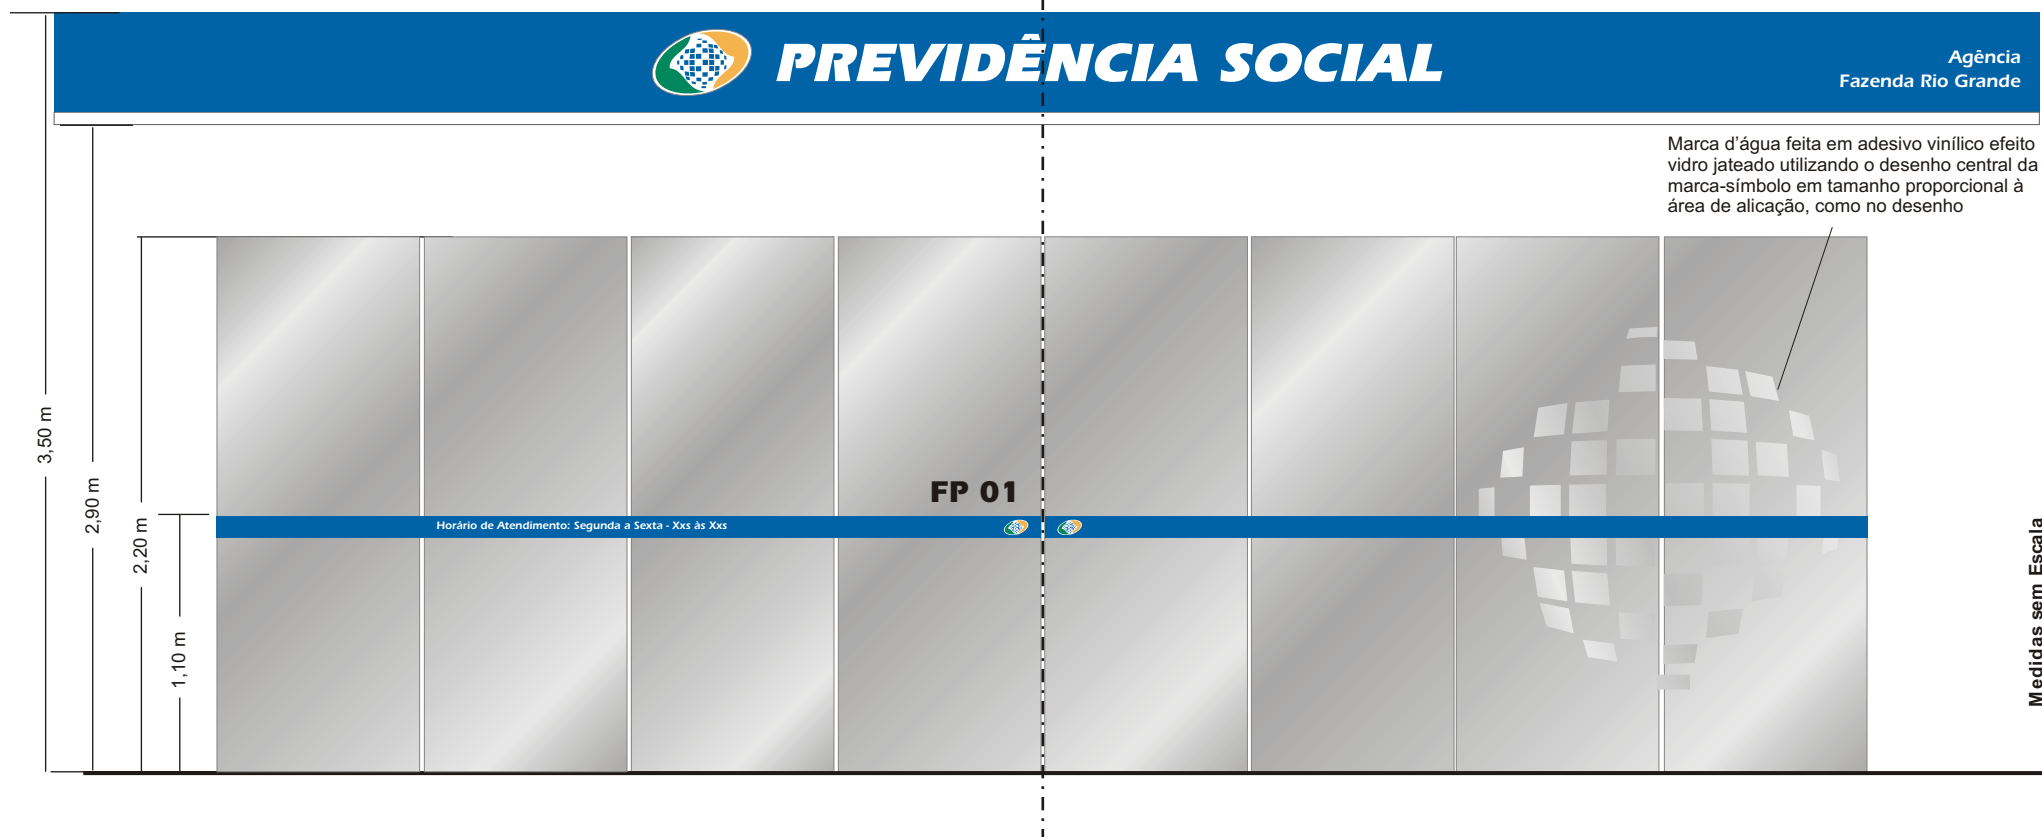 PREVIDÊNCIA SOCIAL
Agência
Fazenda Rio Grande
Marca d'água feita em adesivo vinílico efeito
vidro jateado utilizando o desenho central da
marca-símbolo em tamanho proporcional à
área de alicação, como no desenho
3,50 m
2,90 m
2,20 m
1,10 m
FP 01
Horário de Atendimento: Segunda a Sexta - Xxs às Xxs
Medidas sem Escala